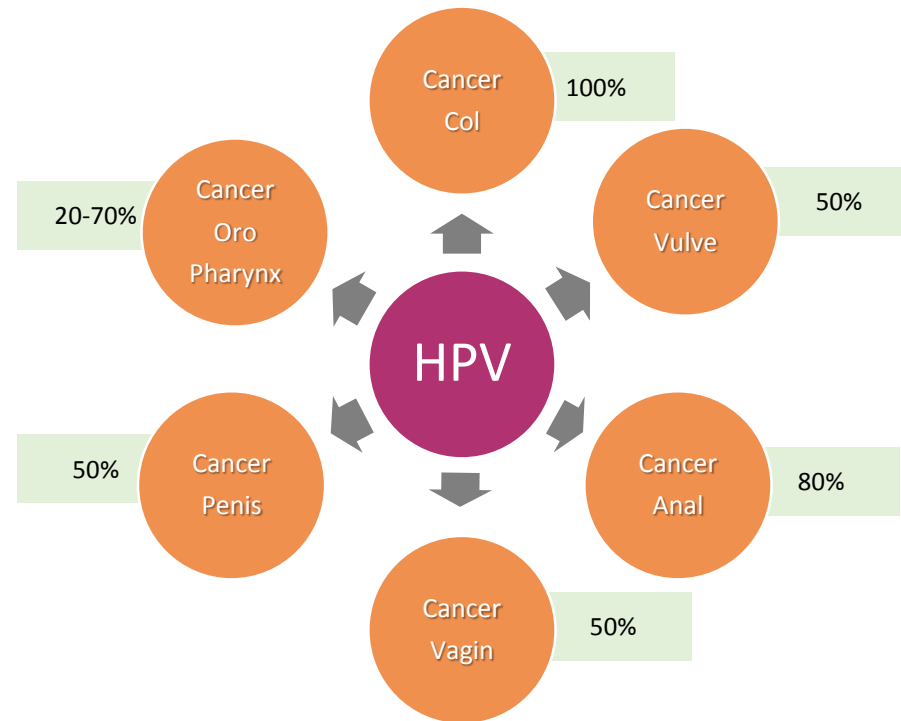 Cancer
Col
100%
Cancer
Vulve
50%
Cancer
Anal
80%
Cancer
Vagin
50%
Cancer
Penis
50%
Cancer
Oro
Pharynx
20-70%
HPV